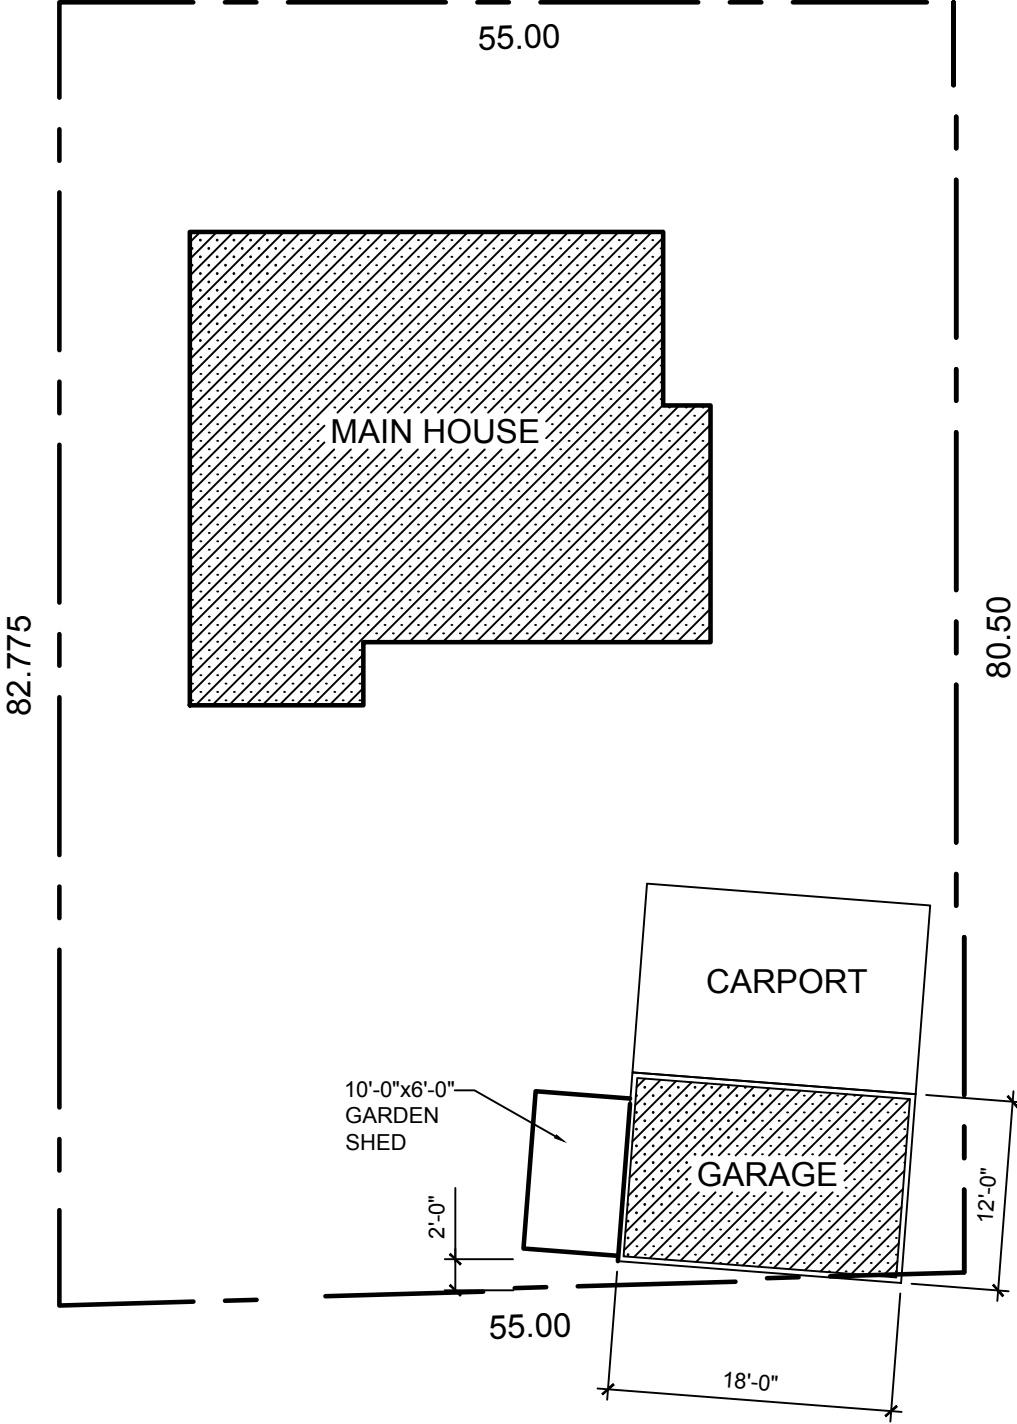 55.00
MAIN HOUSE
82.775
80.50
CARPORT
10'-0"x6'-0"
GARDEN
SHED
GARAGE
12'-0"
2'-0"
55.00
18'-0"